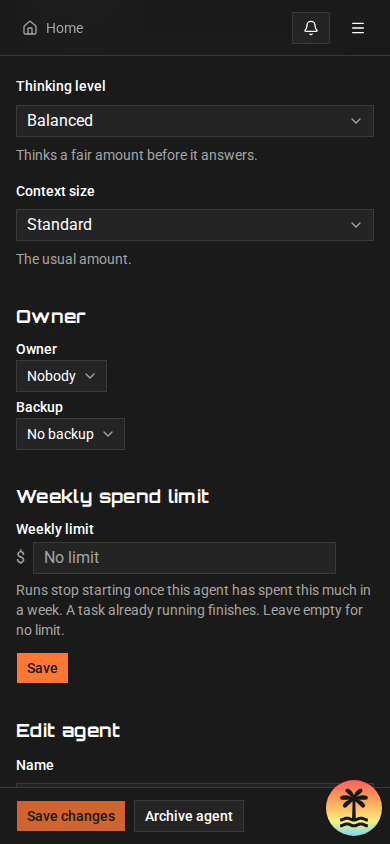 Home
Thinking level
Balanced
Thinks a fair amount before it answers.
Context size
Standard
The usual amount.
Owner
Owner
Nobody
Backup
No backup
Weekly spend limit
Weekly limit
$ No limit
Runs stop starting once this agent has spent this much in
a week. A task already running finishes. Leave empty for
no limit.
Save
Edit agent
Name
Save changes Archive agent